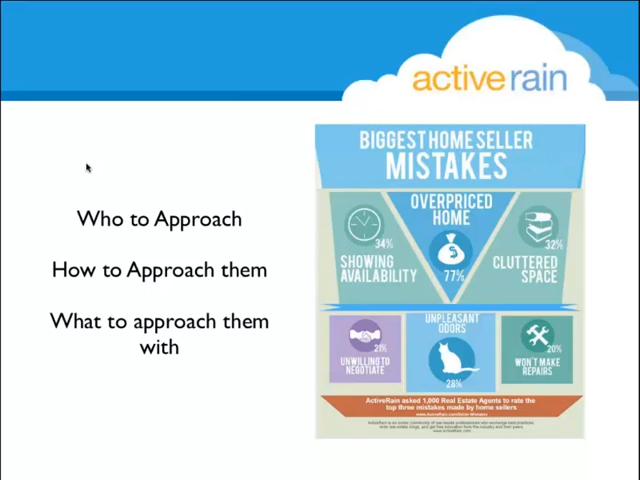 active rain
Who to Approach
How to Approach them
What to approach them
with
BIGGEST HOME SELLER
MISTAKES
OVERPRICED
HOME
34%
SHOWING
AVAILABILITY
77%
32%
CLUTTERED
SPACE
21%
UNWILLING TO
NEGOTIATE
UNPLEASANT
ODORS
28%
20%
WON'T MAKE
REPAIRS
ActiveRain asked 1,000 Real Estate Agents to rate the
top three mistakes made by home sellers